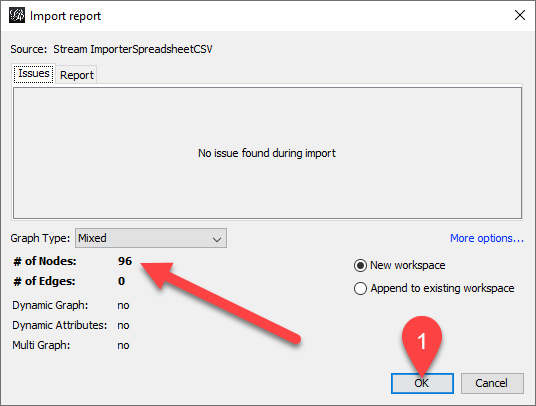 Import report
Source: Stream ImporterSpreadsheetCSV
Issues Report
No issue found during import
Graph Type: Mixed
More options...
# of Nodes: 96
# of Edges: 0
Dynamic Graph: no
Dynamic Attributes: no
Multi Graph: no
New workspace
Append to existing workspace
1
OK Cancel